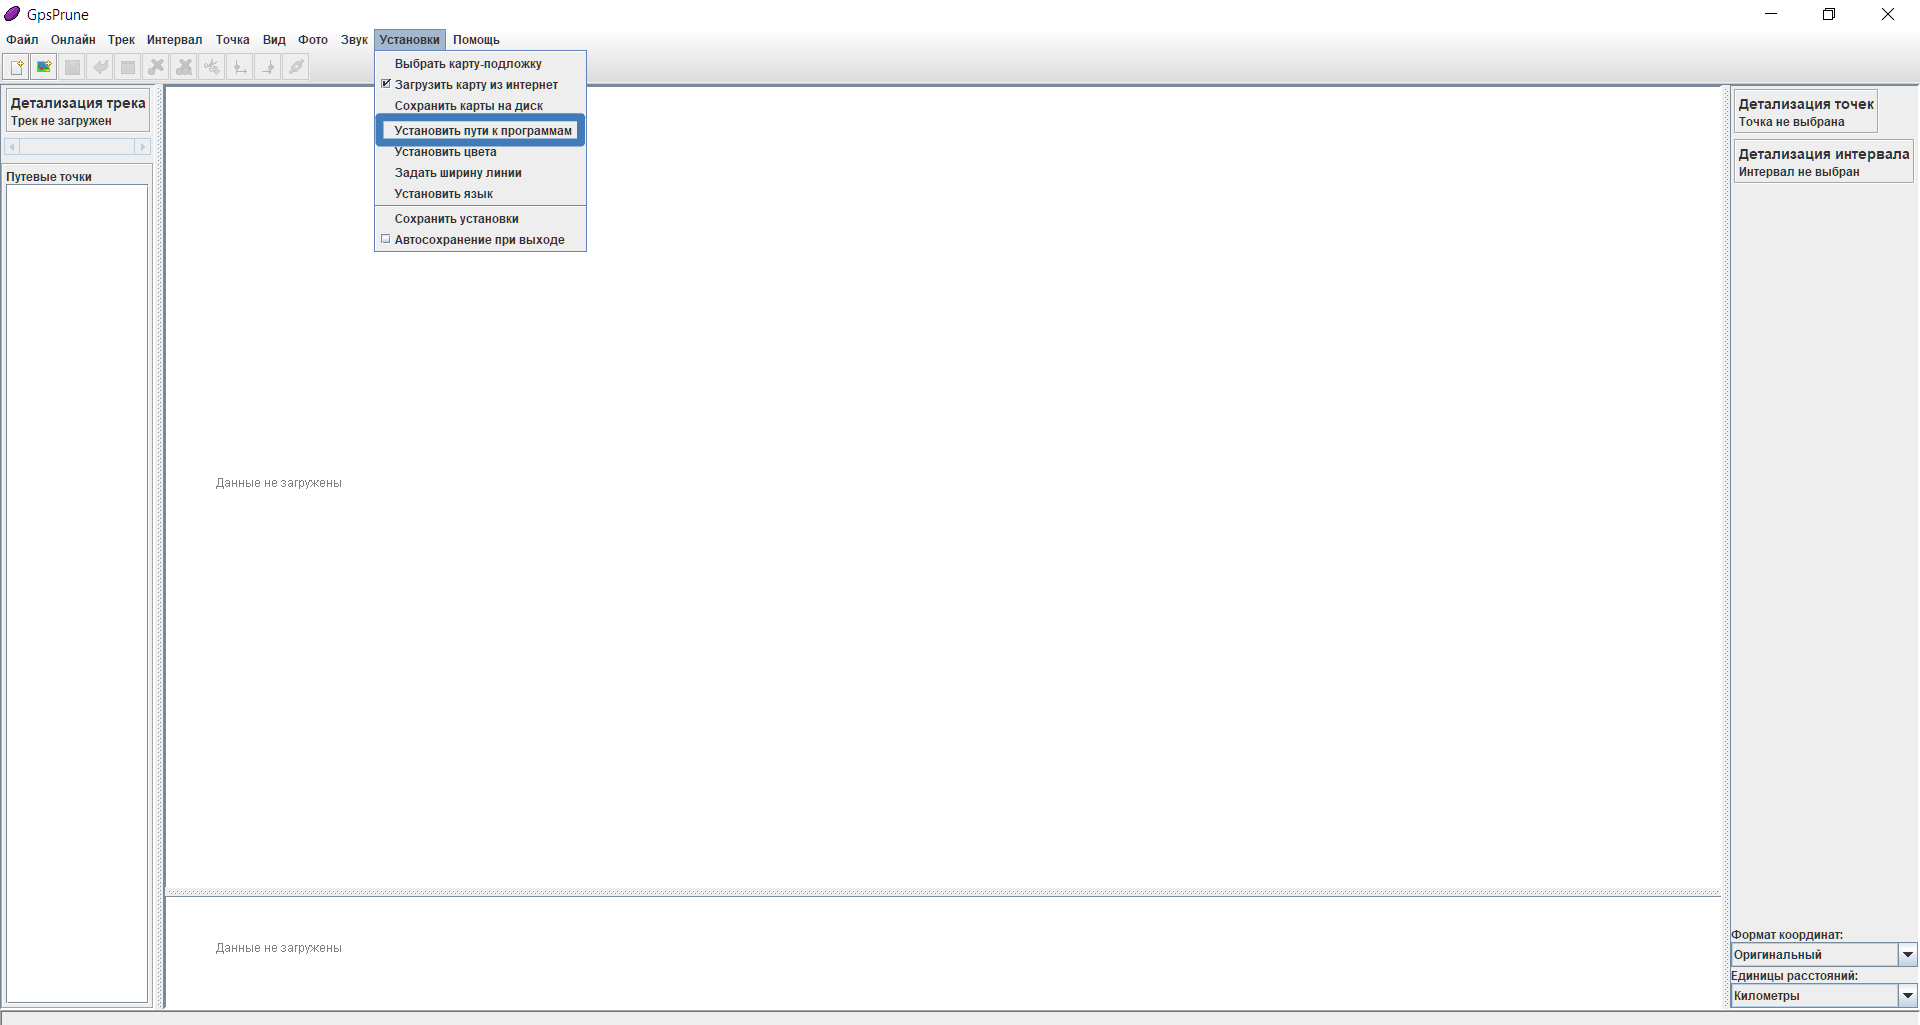 GpsPrune
Файл Онлайн Трек Интервал Точка Вид Фото Звук Установки Помощь
Выбрать карту-подложку
Загрузить карту из интернет
Сохранить карты на диск
Установить пути к программам
Установить цвета
Задать ширину линии
Установить язык
Сохранить установки
Автосохранение при выходе
Детализация трека
Трек не загружен
Путевые точки
Данные не загружены
Данные не загружены
Детализация точек
Точка не выбрана
Детализация интервала
Интервал не выбран
Формат координат:
Оригинальный
Единицы расстояний:
Километры